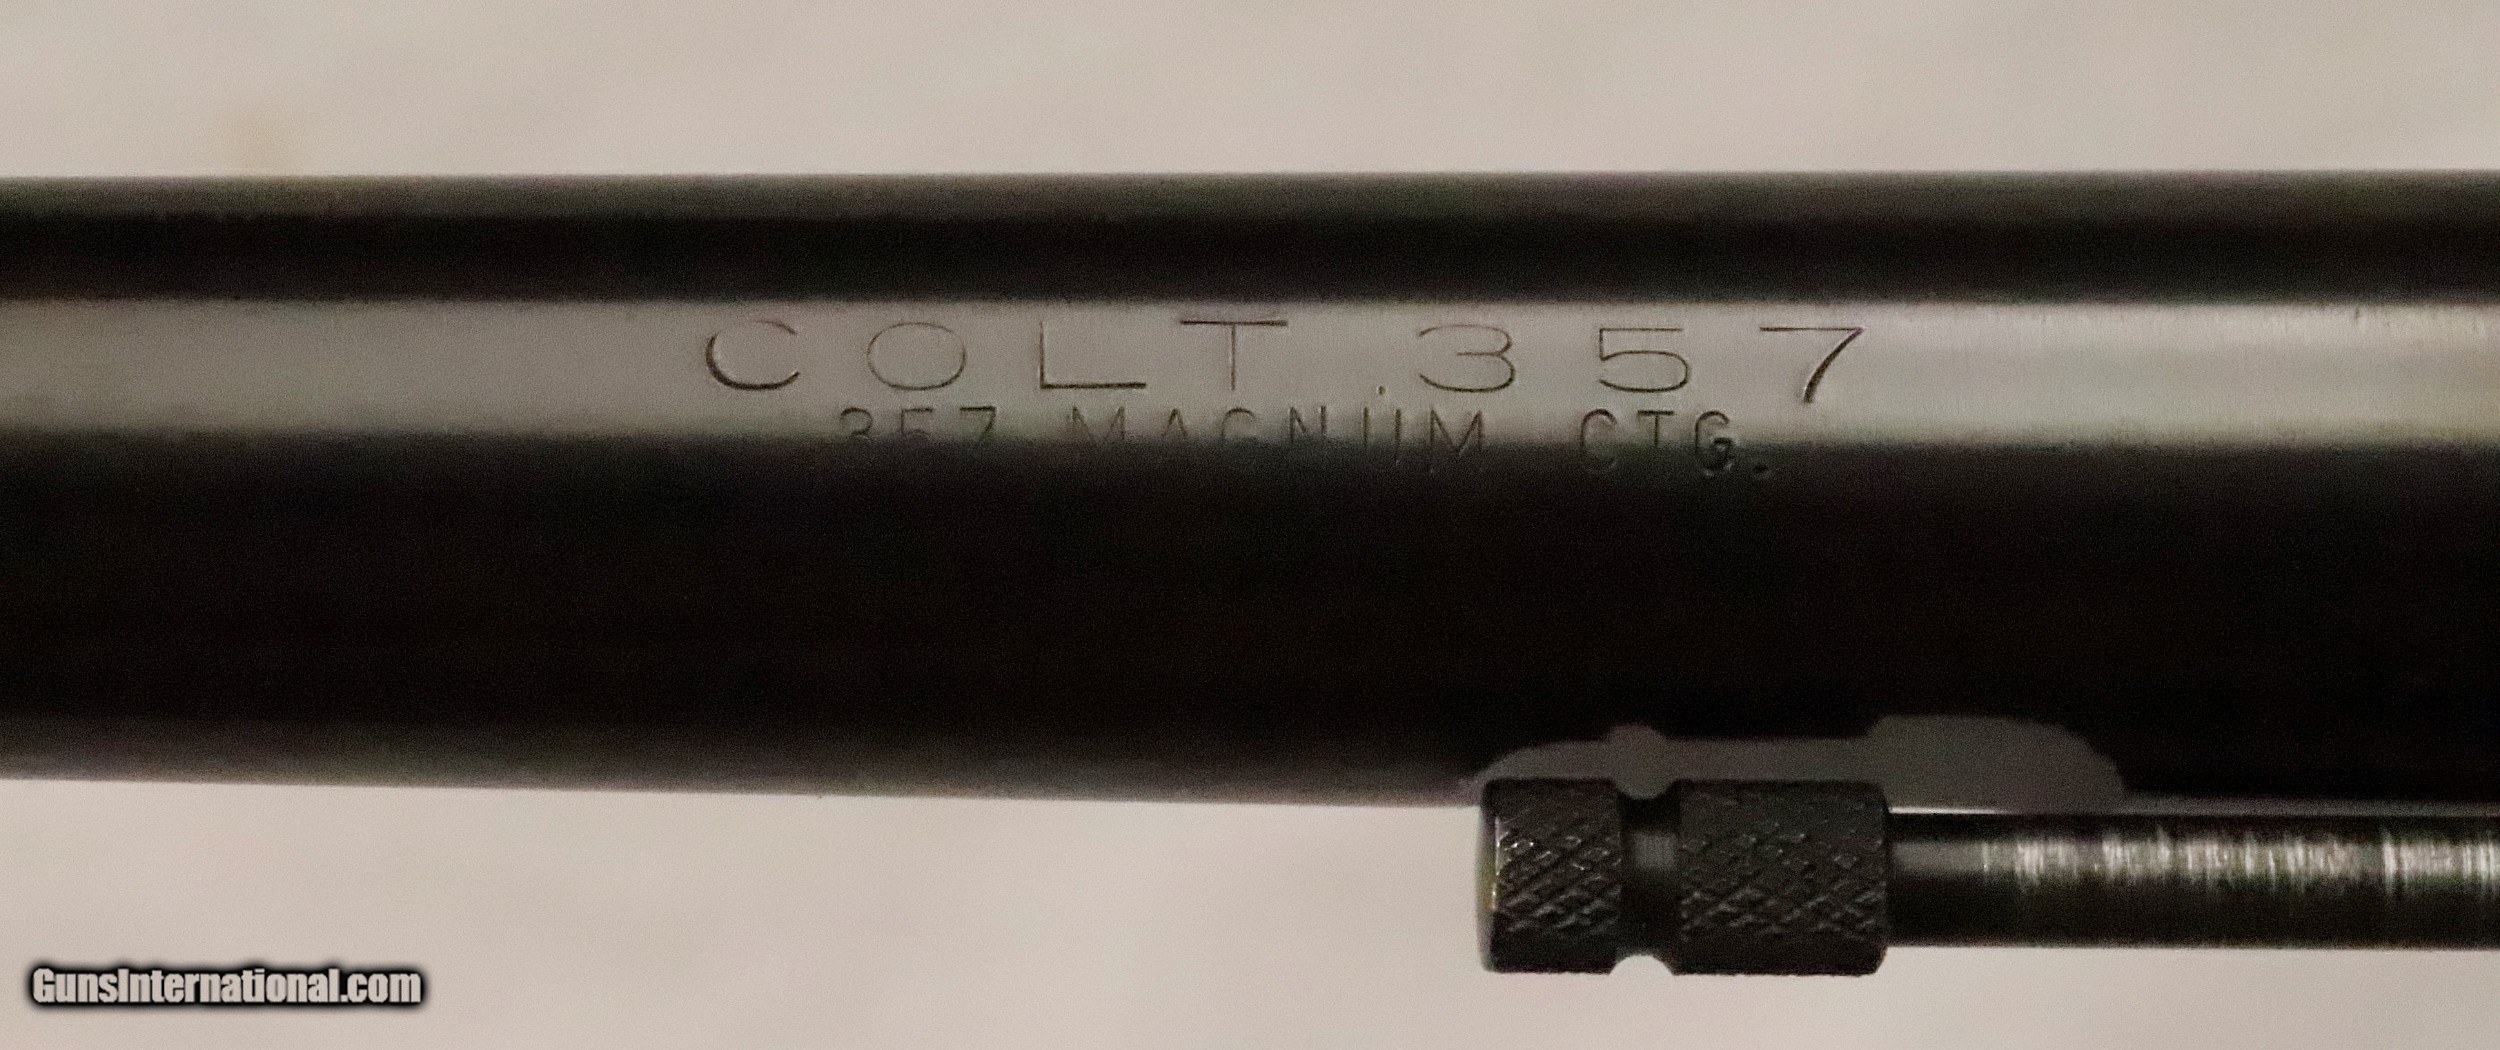 COLT .357
357 MAGNUM CTG.
GunsInternational.com